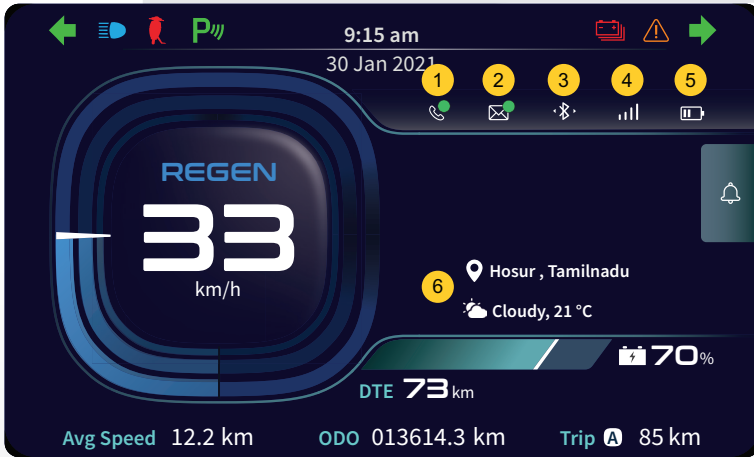 P
9:15 am
30 Jan 2021
1 2 3 4 5
REGEN
33
km/h
6
Hosur , Tamilnadu
Cloudy, 21 °C
70%
DTE 73 km
Avg Speed 12.2 km ODO 013614.3 km Trip A 85 km